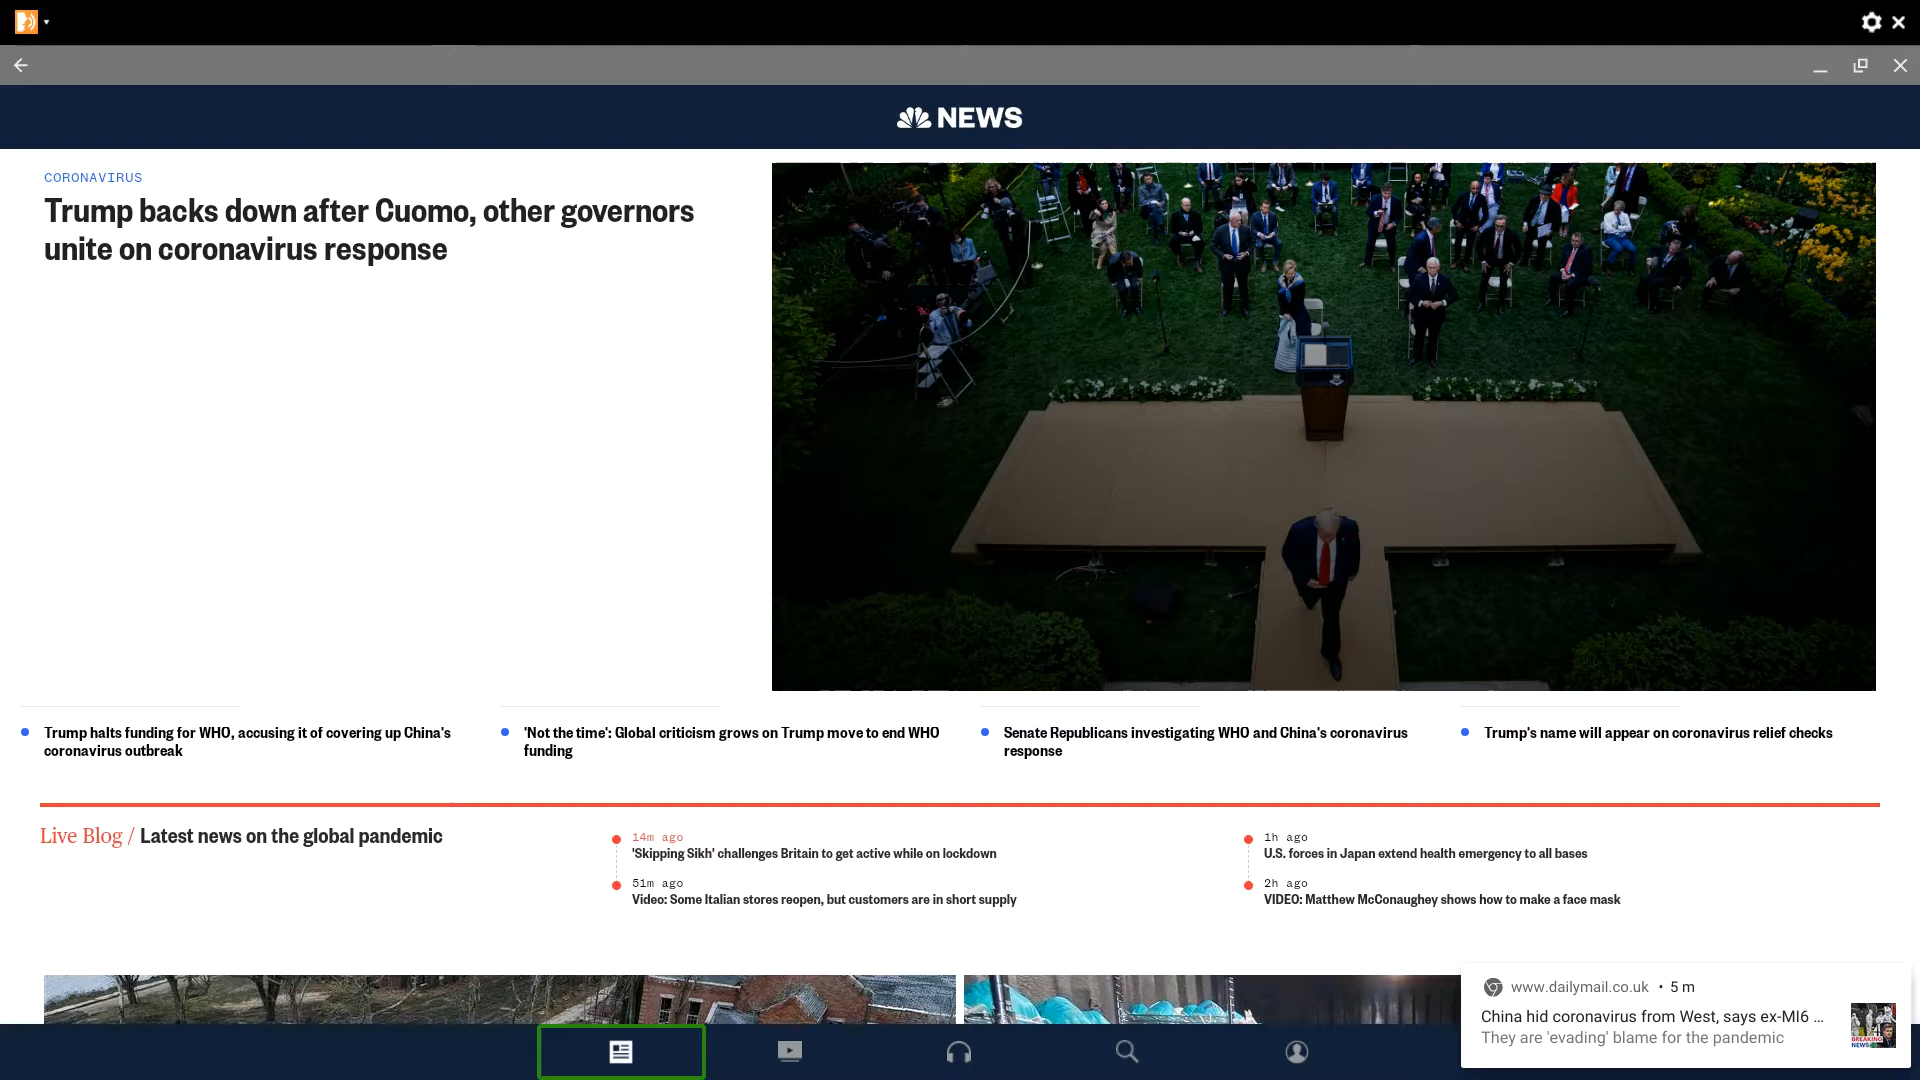 NEWS
CORONAVIRUS
Trump backs down after Cuomo, other governors
unite on coronavirus response
Trump halts funding for WHO, accusing it of covering up China's
coronavirus outbreak
'Not the time': Global criticism grows on Trump move to end WHO
funding
Senate Republicans investigating WHO and China's coronavirus
response
Trump's name will appear on coronavirus relief checks
Live Blog / Latest news on the global pandemic
14m ago
'Skipping Sikh' challenges Britain to get active while on lockdown
51m ago
Video: Some Italian stores reopen, but customers are in short supply
1h ago
U.S. forces in Japan extend health emergency to all bases
2h ago
VIDEO: Matthew McConaughey shows how to make a face mask
www.dailymail.co.uk • 5 m
China hid coronavirus from West, says ex-MI6 ...
They are 'evading' blame for the pandemic
BREAKING
NEWS